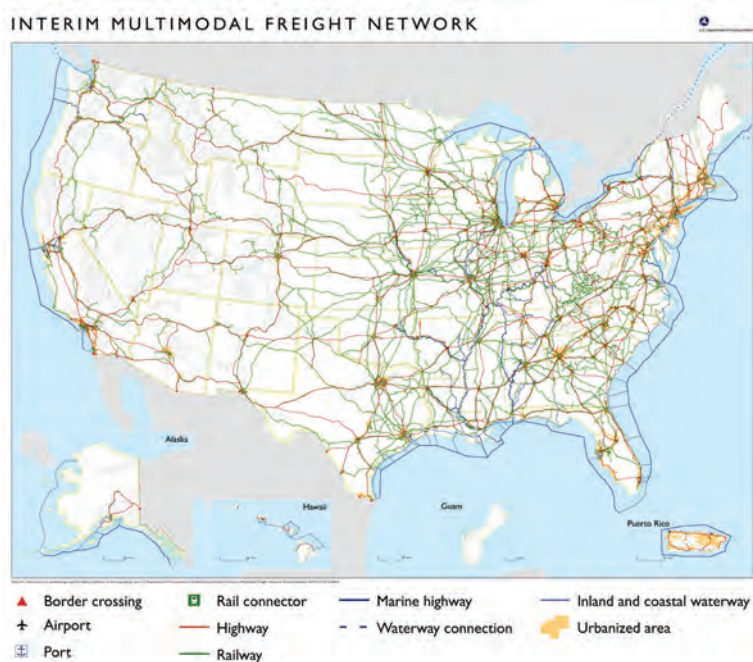 INTERIM MULTIMODAL FREIGHT NETWORK
Alaska
Hawaii
Guam
Puerto Rico
Border crossing
Airport
Port
Rail connector
Highway
Railway
Marine highway
Waterway connection
Inland and coastal waterway
Urbanized area